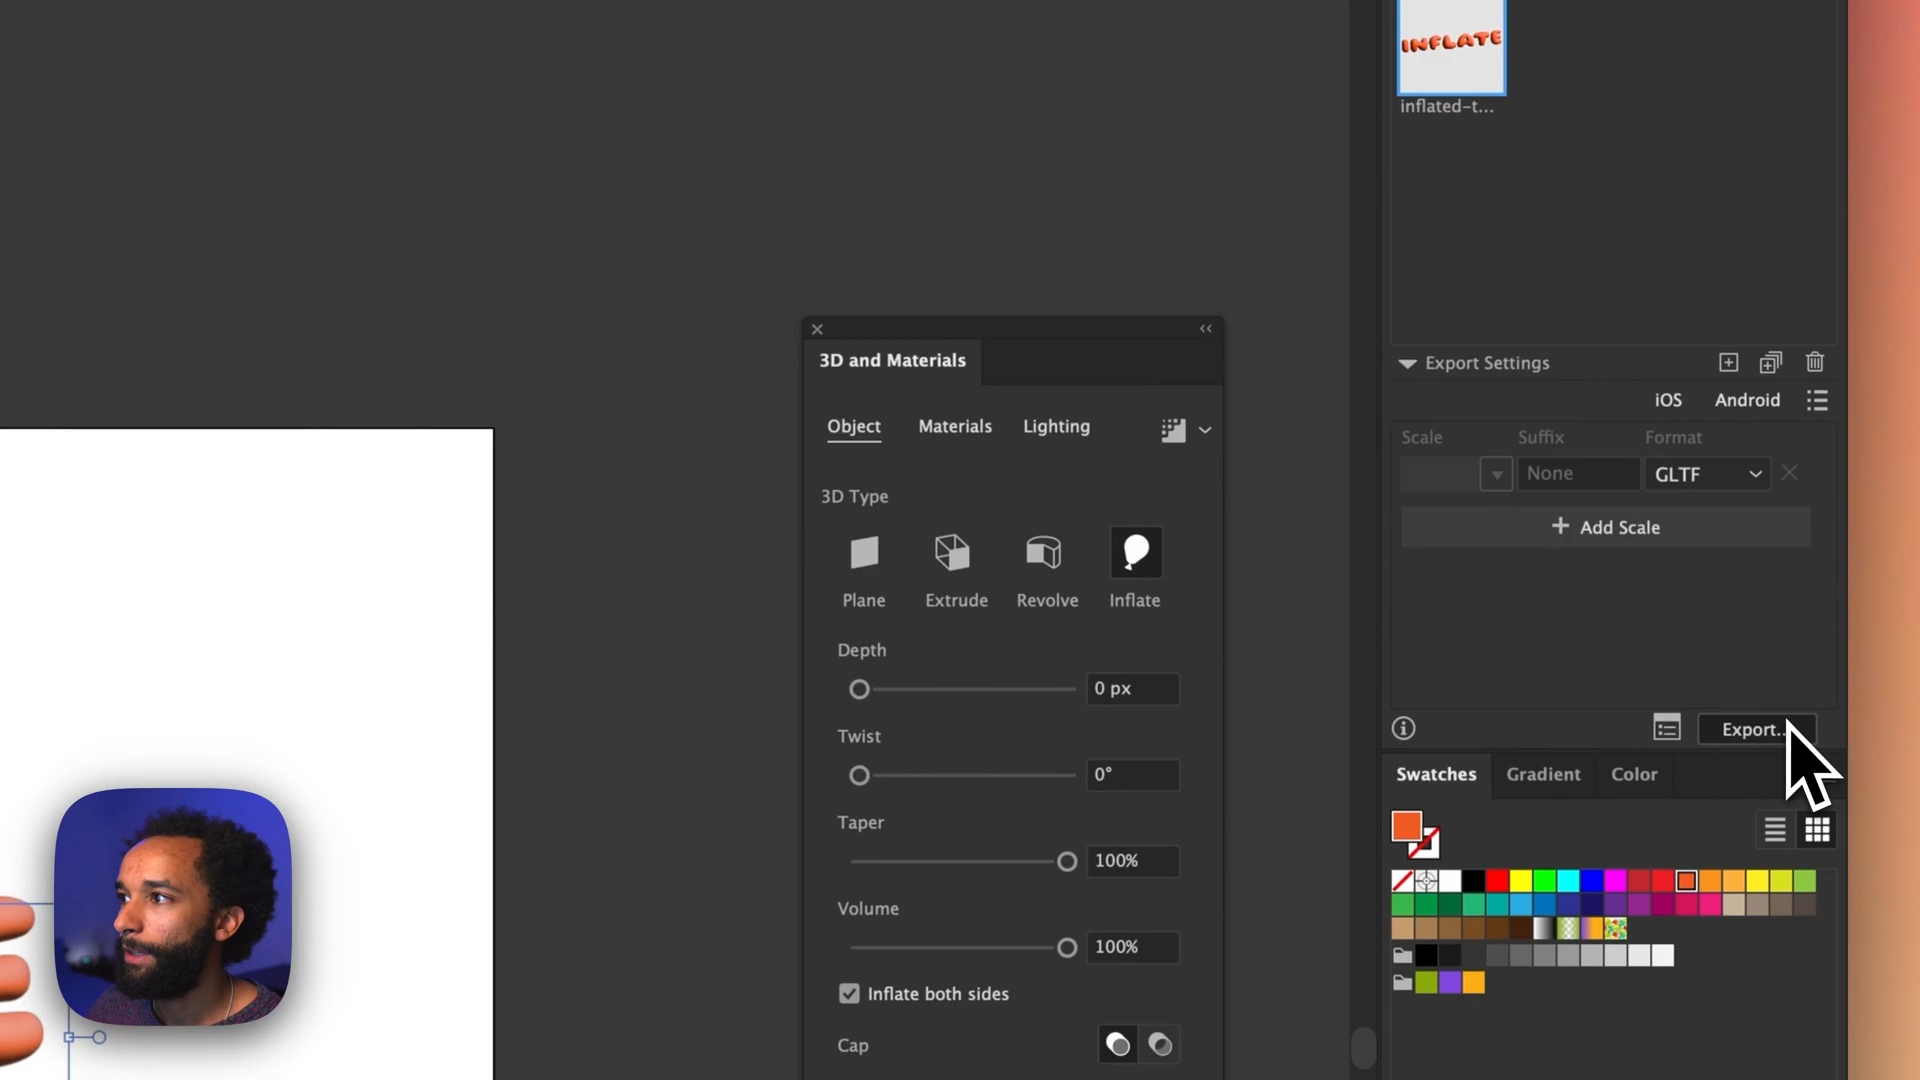 INFLATE
inflated-t...
Export Settings
iOS Android
Scale Suffix Format
None GLTF
+ Add Scale
Export...
Swatches Gradient Color
3D and Materials
Object Materials Lighting
3D Type
Plane Extrude Revolve Inflate
Depth
0 px
Twist
0°
Taper
100%
Volume
100%
Inflate both sides
Cap